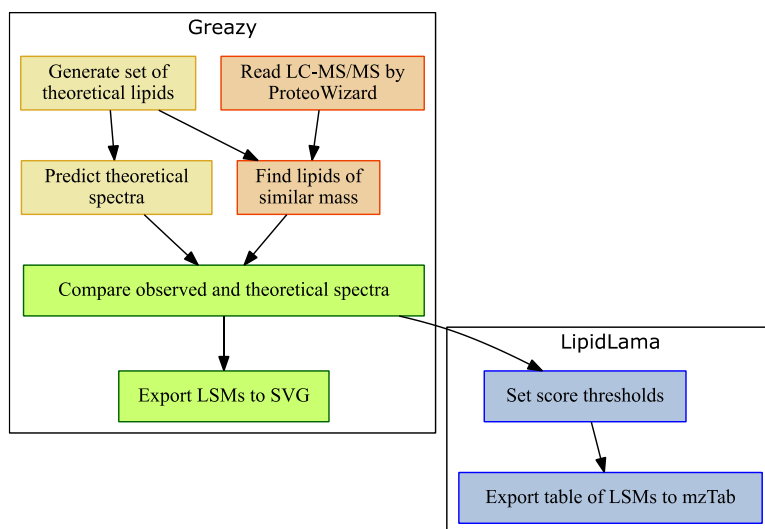 Greazy
Generate set of
theoretical lipids
Read LC-MS/MS by
ProteoWizard
Predict theoretical
spectra
Find lipids of
similar mass
Compare observed and theoretical spectra
Export LSMs to SVG
LipidLama
Set score thresholds
Export table of LSMs to mzTab